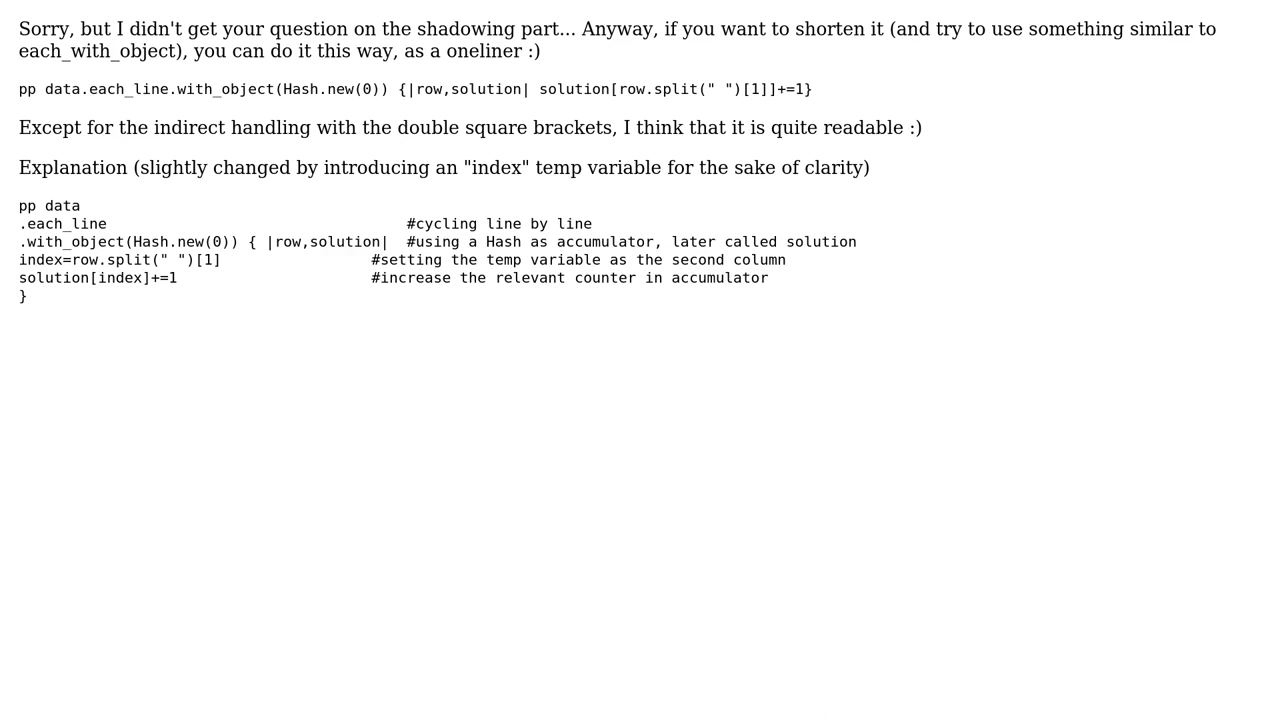 Sorry, but I didn't get your question on the shadowing part... Anyway, if you want to shorten it (and try to use something similar to
each_with_object), you can do it this way, as a oneliner :)
pp data.each_line.with_object(Hash.new(0)) {|row,solution| solution[row.split(" ")[1]]+=1}
Except for the indirect handling with the double square brackets, I think that it is quite readable :)
Explanation (slightly changed by introducing an "index" temp variable for the sake of clarity)
pp data
.each_line                                  #cycling line by line
.with_object(Hash.new(0)) { |row,solution|  #using a Hash as accumulator, later called solution
index=row.split(" ")[1]                 #setting the temp variable as the second column
solution[index]+=1                      #increase the relevant counter in accumulator
}